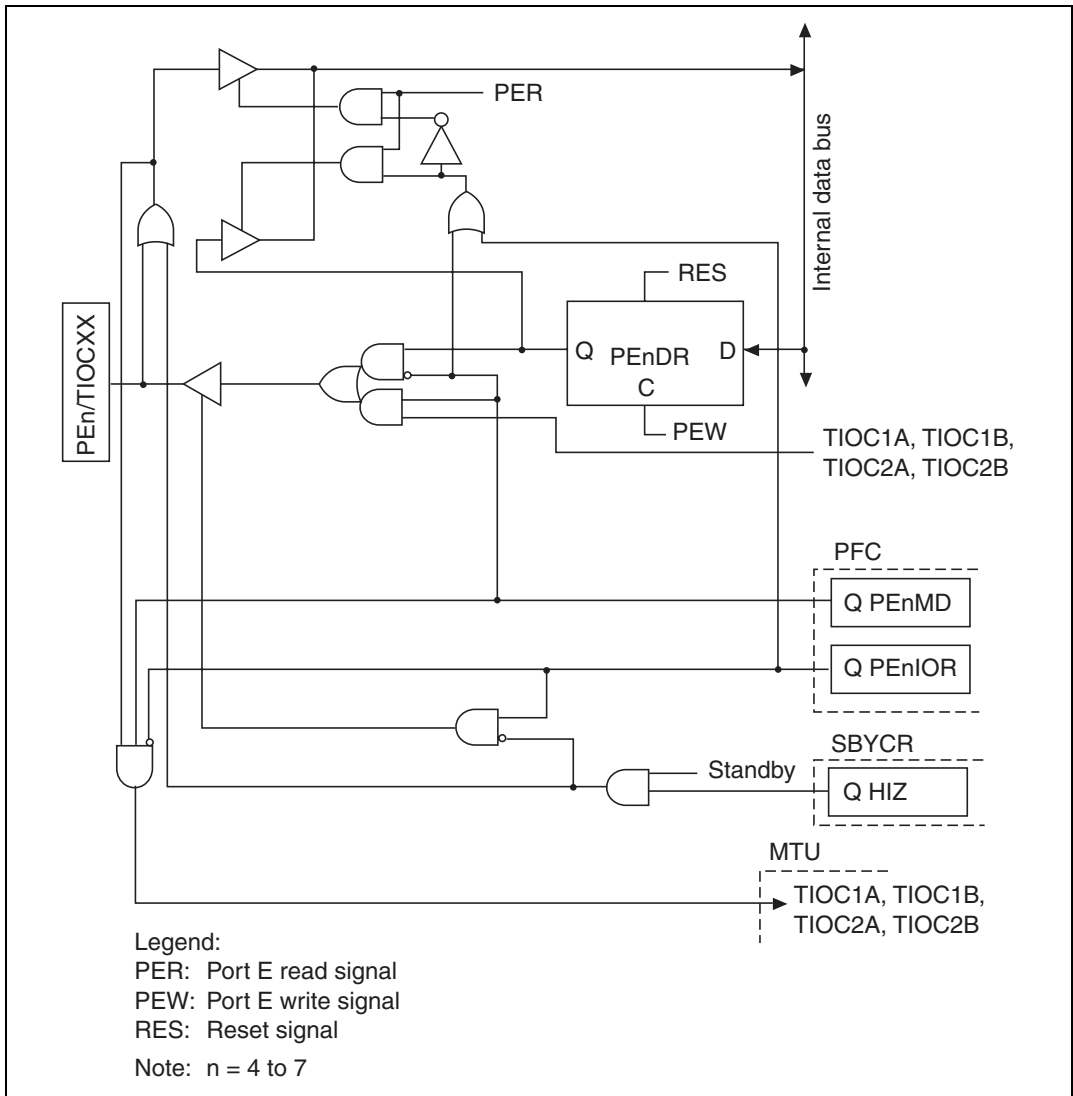 PER
Internal data bus
RES
Q PEnDR D
C
PEW
PEn/TIOCXX
TIOC1A, TIOC1B,
TIOC2A, TIOC2B
PFC
Q PEnMD
Q PEnIOR
SBYCR
Standby
Q HIZ
MTU
TIOC1A, TIOC1B,
TIOC2A, TIOC2B
Legend:
PER: Port E read signal
PEW: Port E write signal
RES: Reset signal
Note: n = 4 to 7